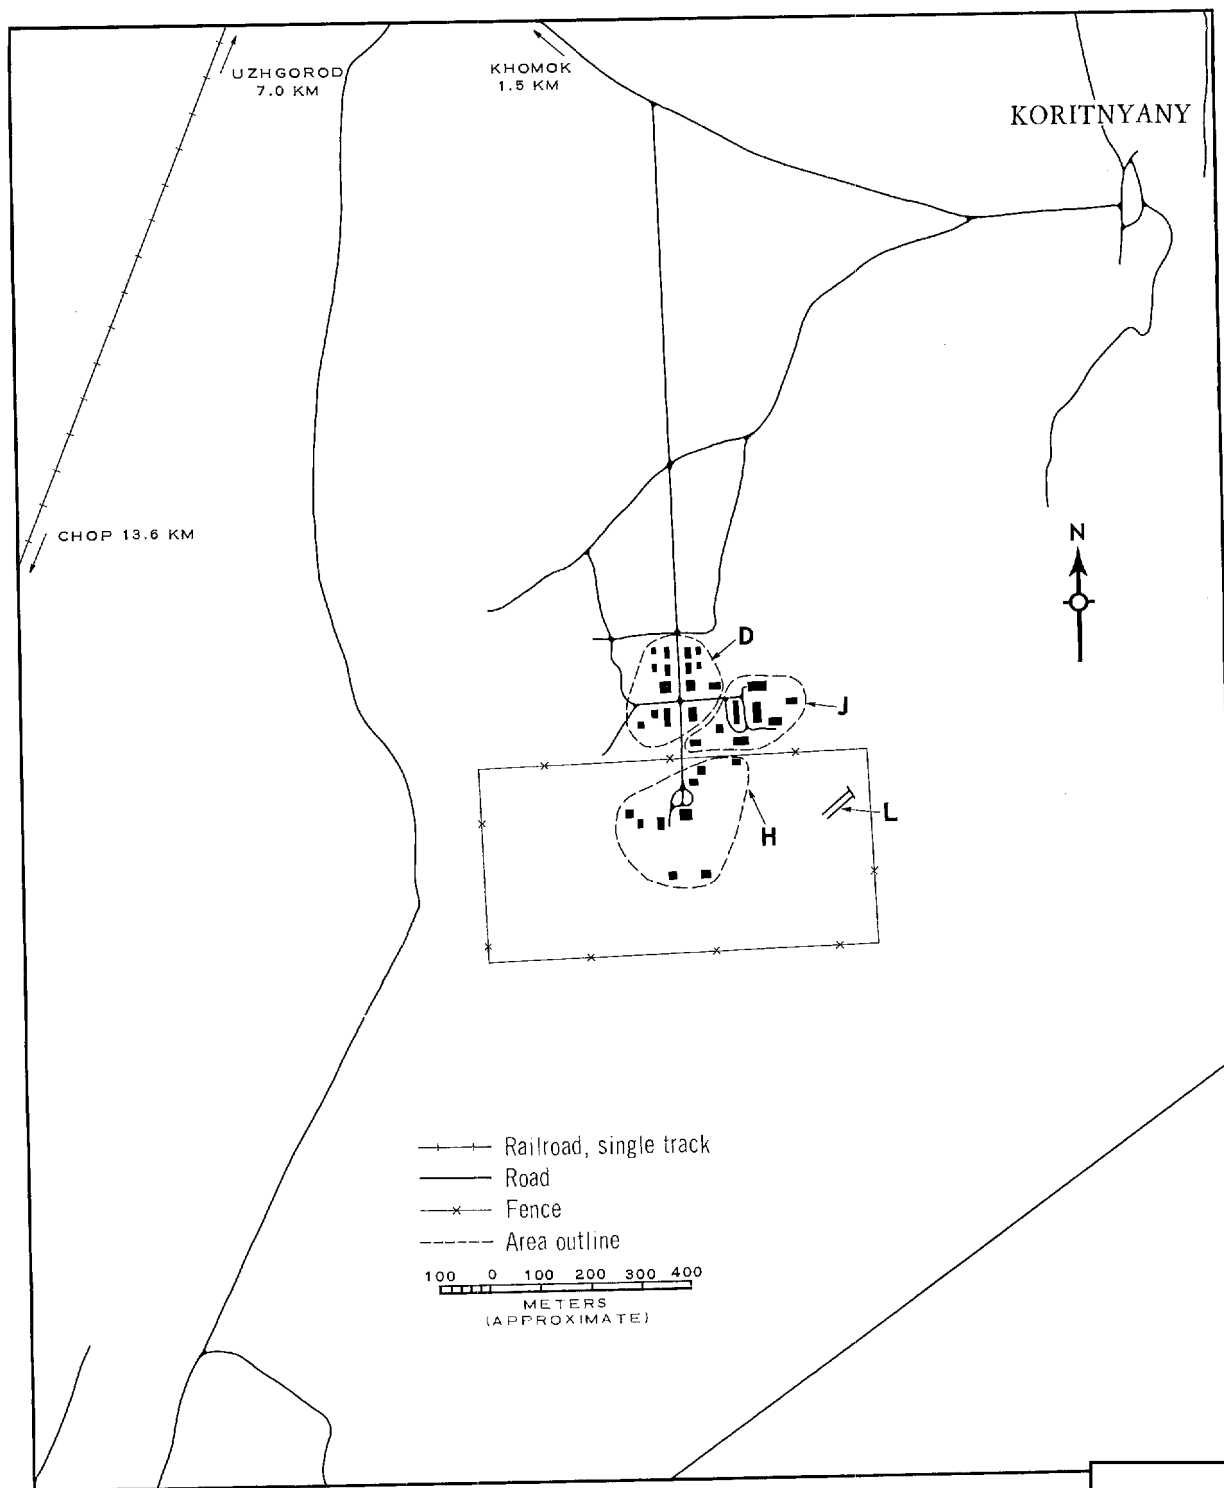 UZHGOROD
7.0 KM
KHOMOK
1.5 KM
KORITNYANY
CHOP 13.6 KM
N
D
J
L
H
Railroad, single track
Road
Fence
Area outline
100 0 100 200 300 400
METERS
(APPROXIMATE)